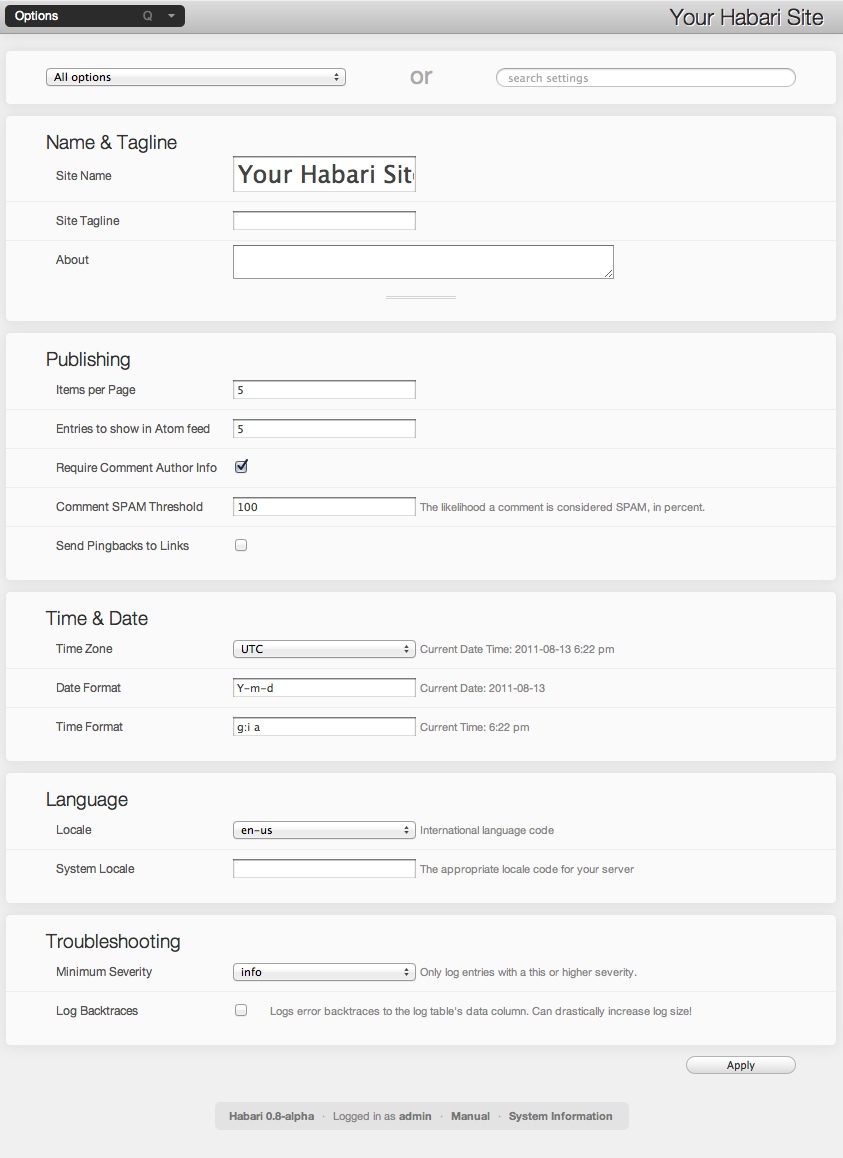 Options Q Your Habari Site
All options or search settings
Name & Tagline
Site Name Your Habari Sit
Site Tagline
About
Publishing
Items per Page 5
Entries to show in Atom feed 5
Require Comment Author Info
Comment SPAM Threshold 100 The likelihood a comment is considered SPAM, in percent.
Send Pingbacks to Links
Time & Date
Time Zone UTC Current Date Time: 2011-08-13 6:22 pm
Date Format Y-m-d Current Date: 2011-08-13
Time Format g:i a Current Time: 6:22 pm
Language
Locale en-us International language code
System Locale The appropriate locale code for your server
Troubleshooting
Minimum Severity info Only log entries with a this or higher severity.
Log Backtraces Logs error backtraces to the log table's data column. Can drastically increase log size!
Apply
Habari 0.8-alpha · Logged in as admin · Manual · System Information